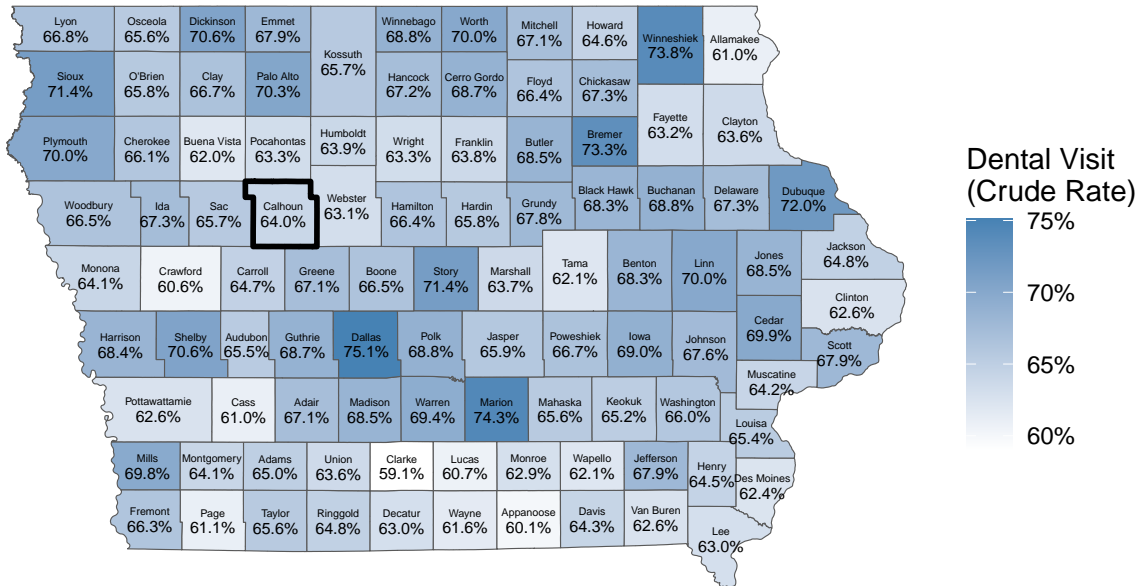 Lyon
66.8%
Osceola
65.6%
Dickinson
70.6%
Emmet
67.9%
Kossuth
65.7%
Winnebago
68.8%
Worth
70.0%
Mitchell
67.1%
Howard
64.6%
Winneshiek
73.8%
Allamakee
61.0%
Sioux
71.4%
O'Brien
65.8%
Clay
66.7%
Palo Alto
70.3%
Hancock
67.2%
Cerro Gordo
68.7%
Floyd
66.4%
Chickasaw
67.3%
Fayette
63.2%
Clayton
63.6%
Plymouth
70.0%
Cherokee
66.1%
Buena Vista
62.0%
Pocahontas
63.3%
Humboldt
63.9%
Wright
63.3%
Franklin
63.8%
Butler
68.5%
Bremer
73.3%
Woodbury
66.5%
Ida
67.3%
Sac
65.7%
Calhoun
64.0%
Webster
63.1%
Hamilton
66.4%
Hardin
65.8%
Grundy
67.8%
Black Hawk
68.3%
Buchanan
68.8%
Delaware
67.3%
Dubuque
72.0%
Monona
64.1%
Crawford
60.6%
Carroll
64.7%
Greene
67.1%
Boone
66.5%
Story
71.4%
Marshall
63.7%
Tama
62.1%
Benton
68.3%
Linn
70.0%
Jones
68.5%
Jackson
64.8%
Clinton
62.6%
Harrison
68.4%
Shelby
70.6%
Audubon
65.5%
Guthrie
68.7%
Dallas
75.1%
Polk
68.8%
Jasper
65.9%
Poweshiek
66.7%
Iowa
69.0%
Johnson
67.6%
Cedar
69.9%
Scott
67.9%
Muscatine
64.2%
Pottawattamie
62.6%
Cass
61.0%
Adair
67.1%
Madison
68.5%
Warren
69.4%
Marion
74.3%
Mahaska
65.6%
Keokuk
65.2%
Washington
66.0%
Louisa
65.4%
Mills
69.8%
Montgomery
64.1%
Adams
65.0%
Union
63.6%
Clarke
59.1%
Lucas
60.7%
Monroe
62.9%
Wapello
62.1%
Jefferson
67.9%
Henry
64.5%
Des Moines
62.4%
Fremont
66.3%
Page
61.1%
Taylor
65.6%
Ringgold
64.8%
Decatur
63.0%
Wayne
61.6%
Appanoose
60.1%
Davis
64.3%
Van Buren
62.6%
Lee
63.0%
Dental Visit
(Crude Rate)
75%
70%
65%
60%